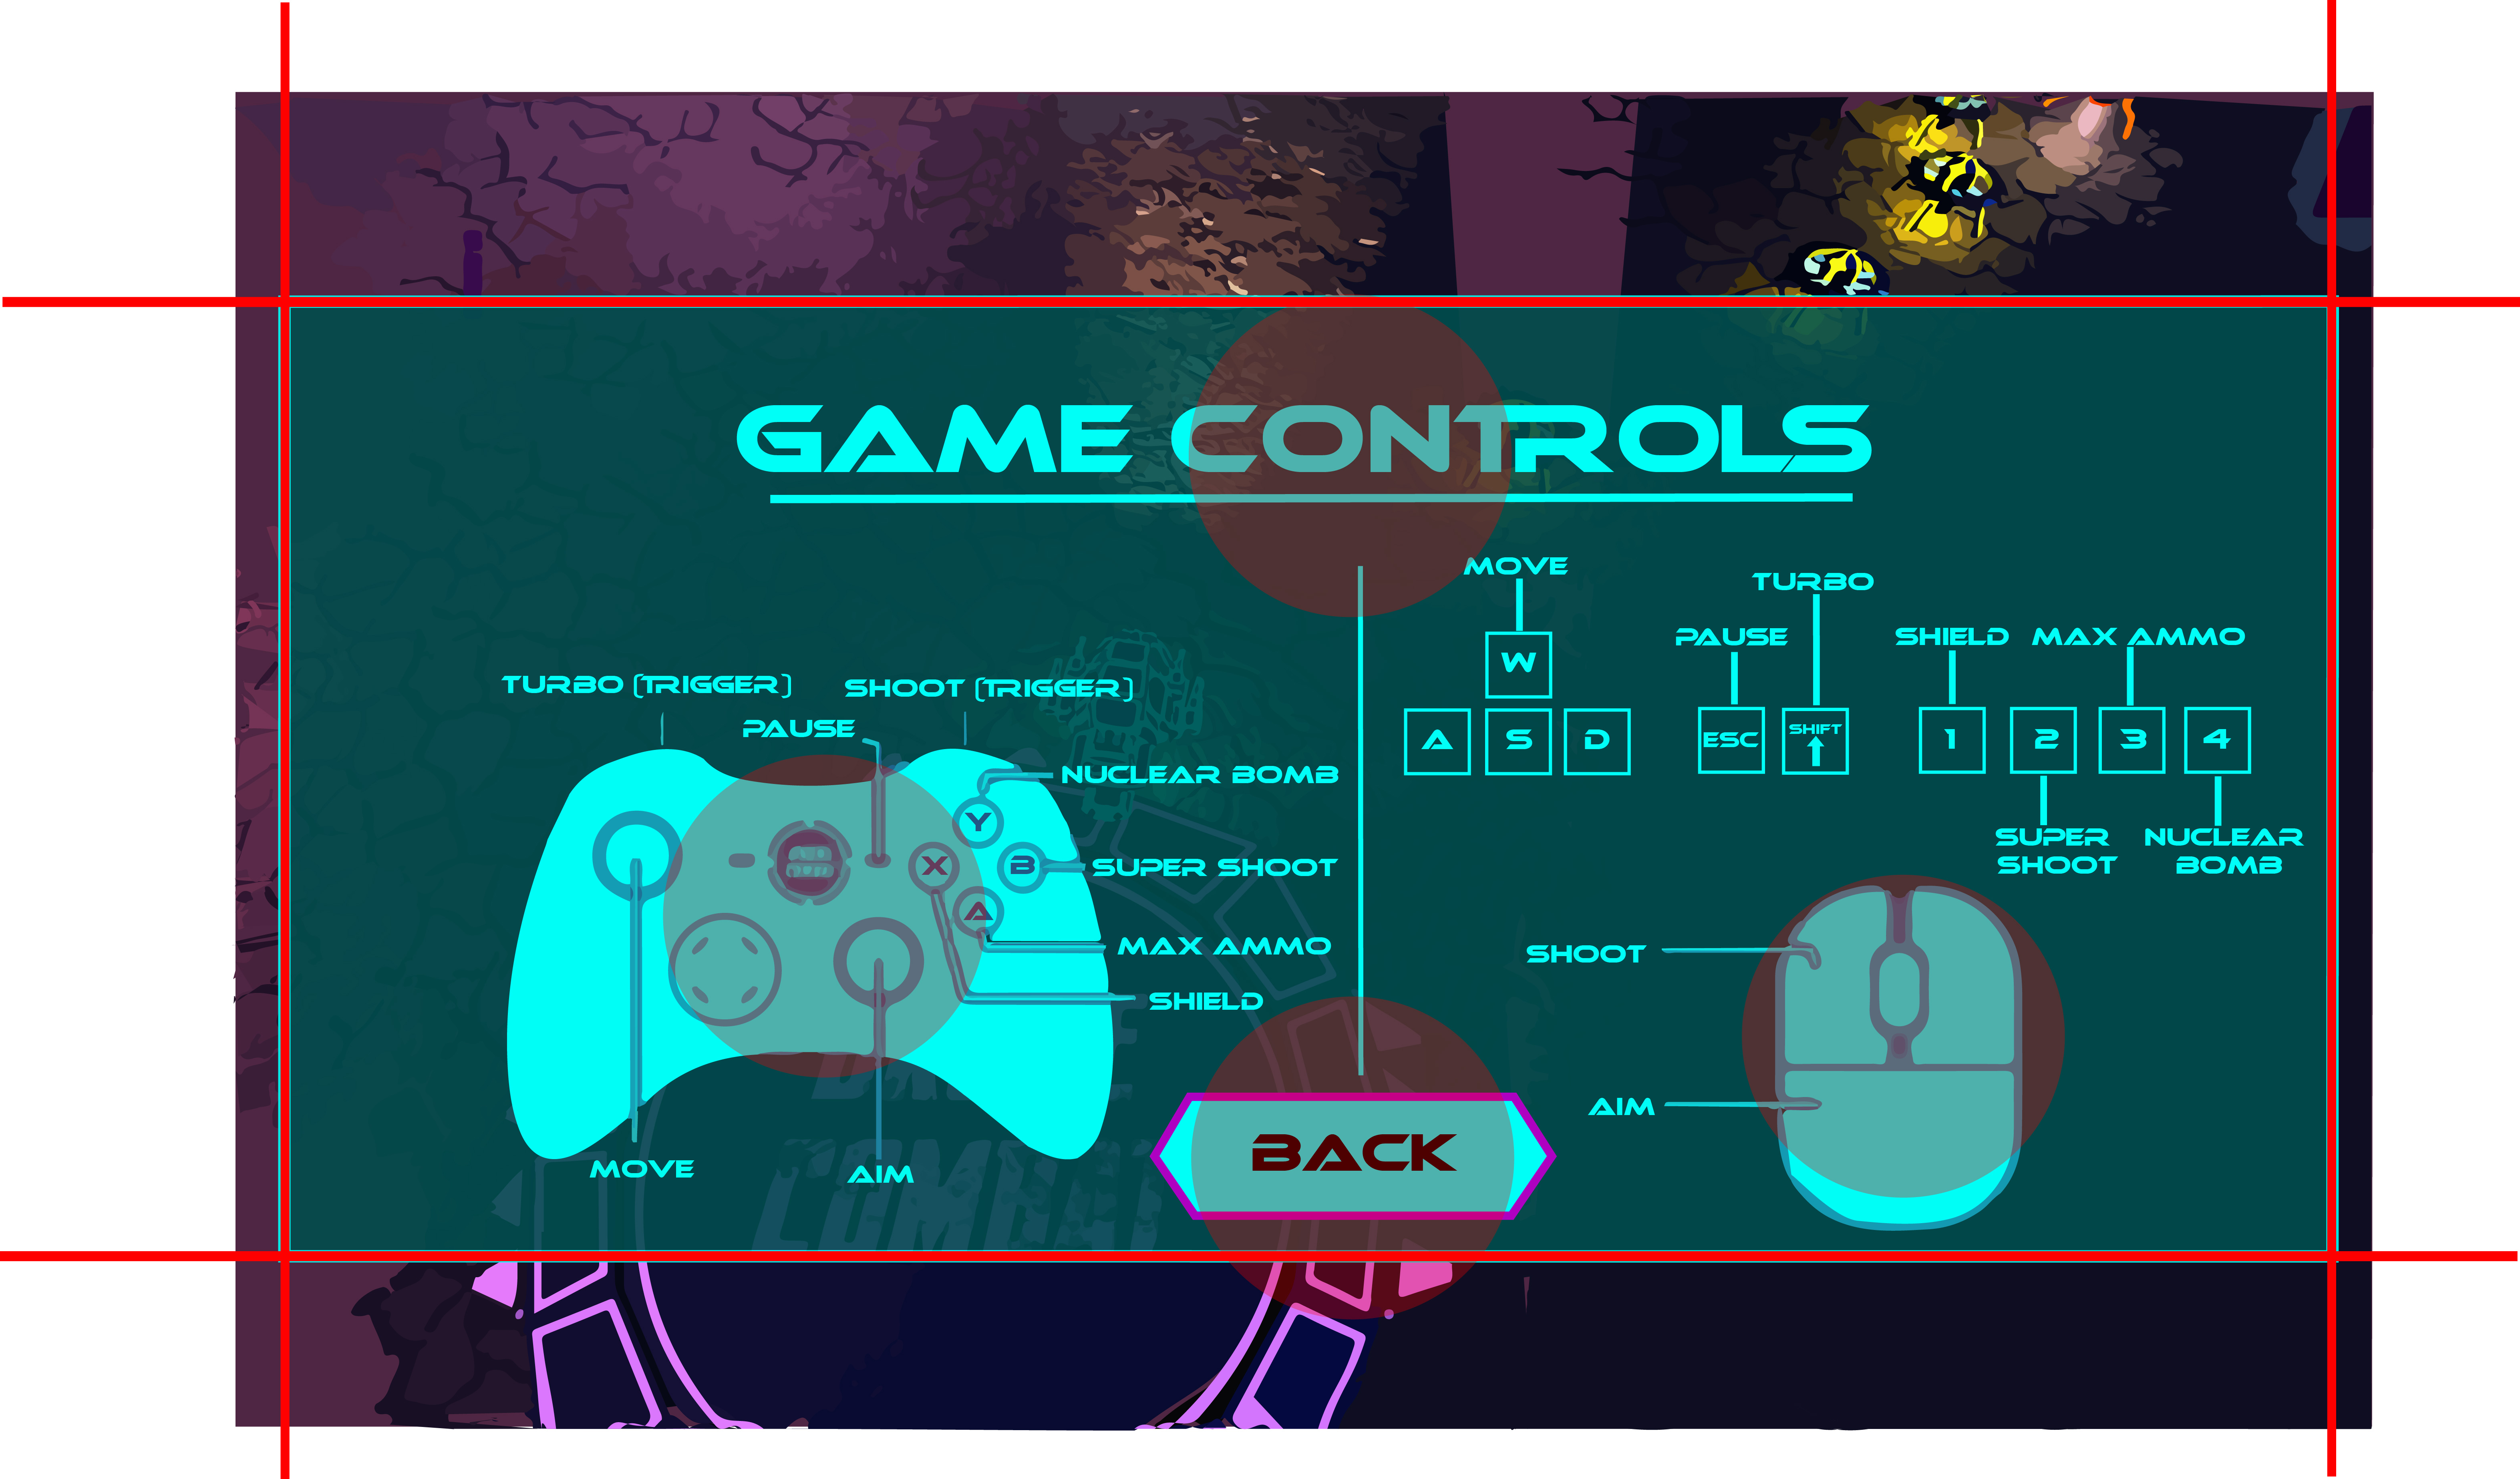 GAME CONTROLS
TURBO (TRIGGER)
SHOOT (TRIGGER)
PAUSE
NUCLEAR BOMB
Y
X
B
SUPER SHOOT
A
MAX AMMO
SHIELD
MOVE
AIM
MOVE
W
A S D
PAUSE
ESC
TURBO
SHIFT
SHIELD
MAX AMMO
1 2 3 4
SUPER
SHOOT
NUCLEAR
BOMB
SHOOT
AIM
BACK
COMBAT